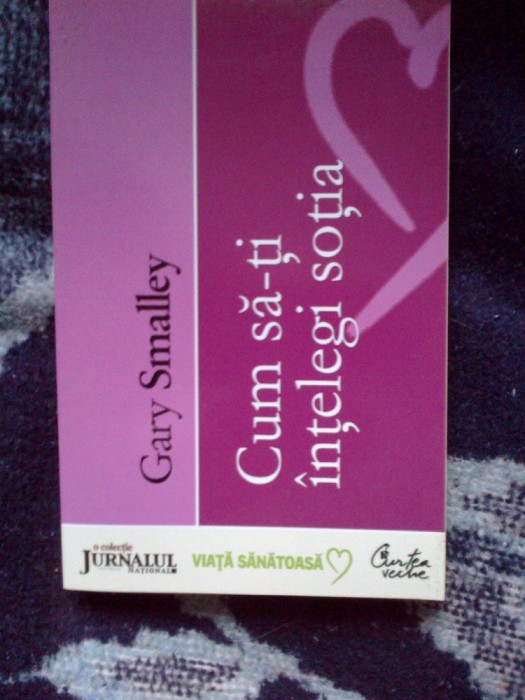 Gary Smalley
Cum să-ți
înțelegi soția
o colecție
JURNALUL
NAȚIONAL
VIAȚĂ SĂNĂTOASĂ
Curtea
veche